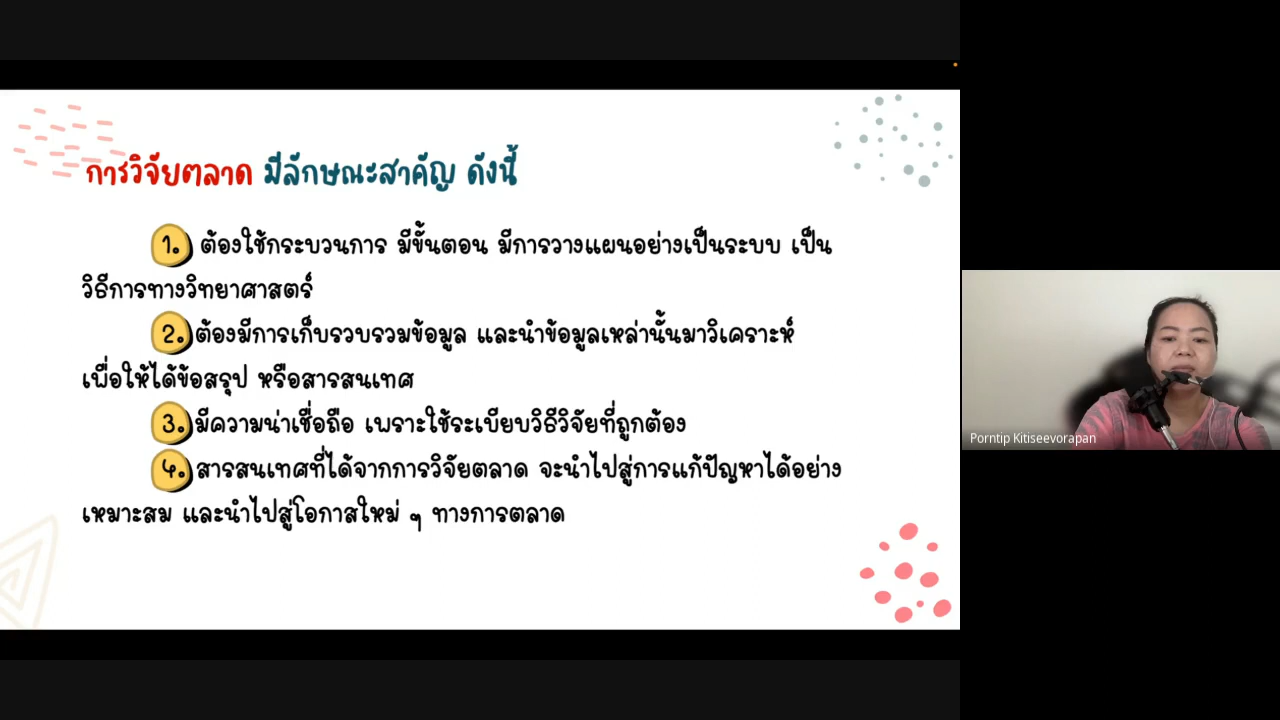 การวิจัยตลาด มีลักษณะสำคัญ ดังนี้
1. ต้องใช้กระบวนการ มีขั้นตอน มีการวางแผนอย่างเป็นระบบ เป็น
วิธีการทางวิทยาศาสตร์
2. ต้องมีการเก็บรวบรวมข้อมูล และนำข้อมูลเหล่านั้นมาวิเคราะห์
เพื่อให้ได้ข้อสรุป หรือสารสนเทศ
3. มีความน่าเชื่อถือ เพราะใช้ระเบียบวิธีวิจัยที่ถูกต้อง
4. สารสนเทศที่ได้จากการวิจัยตลาด จะนำไปสู่การแก้ปัญหาได้อย่าง
เหมาะสม และนำไปสู่โอกาสใหม่ ๆ ทางการตลาด
Porntip Kitiseevorapan